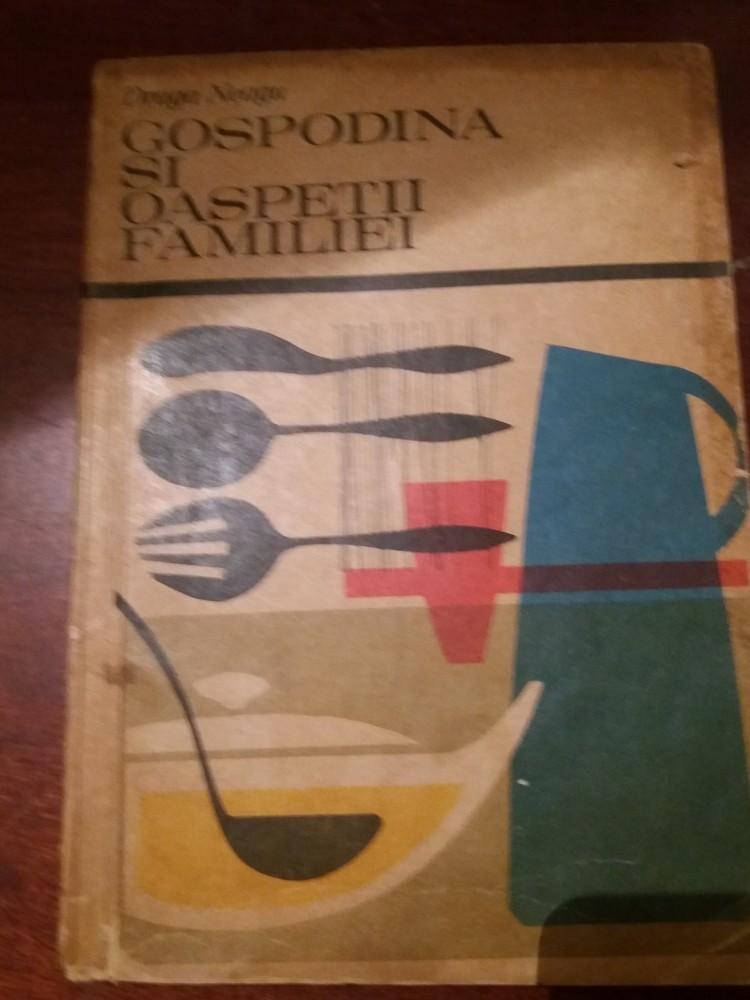 Draga Neagu
GOSPODINA
SI
OASPETII
FAMILIEI